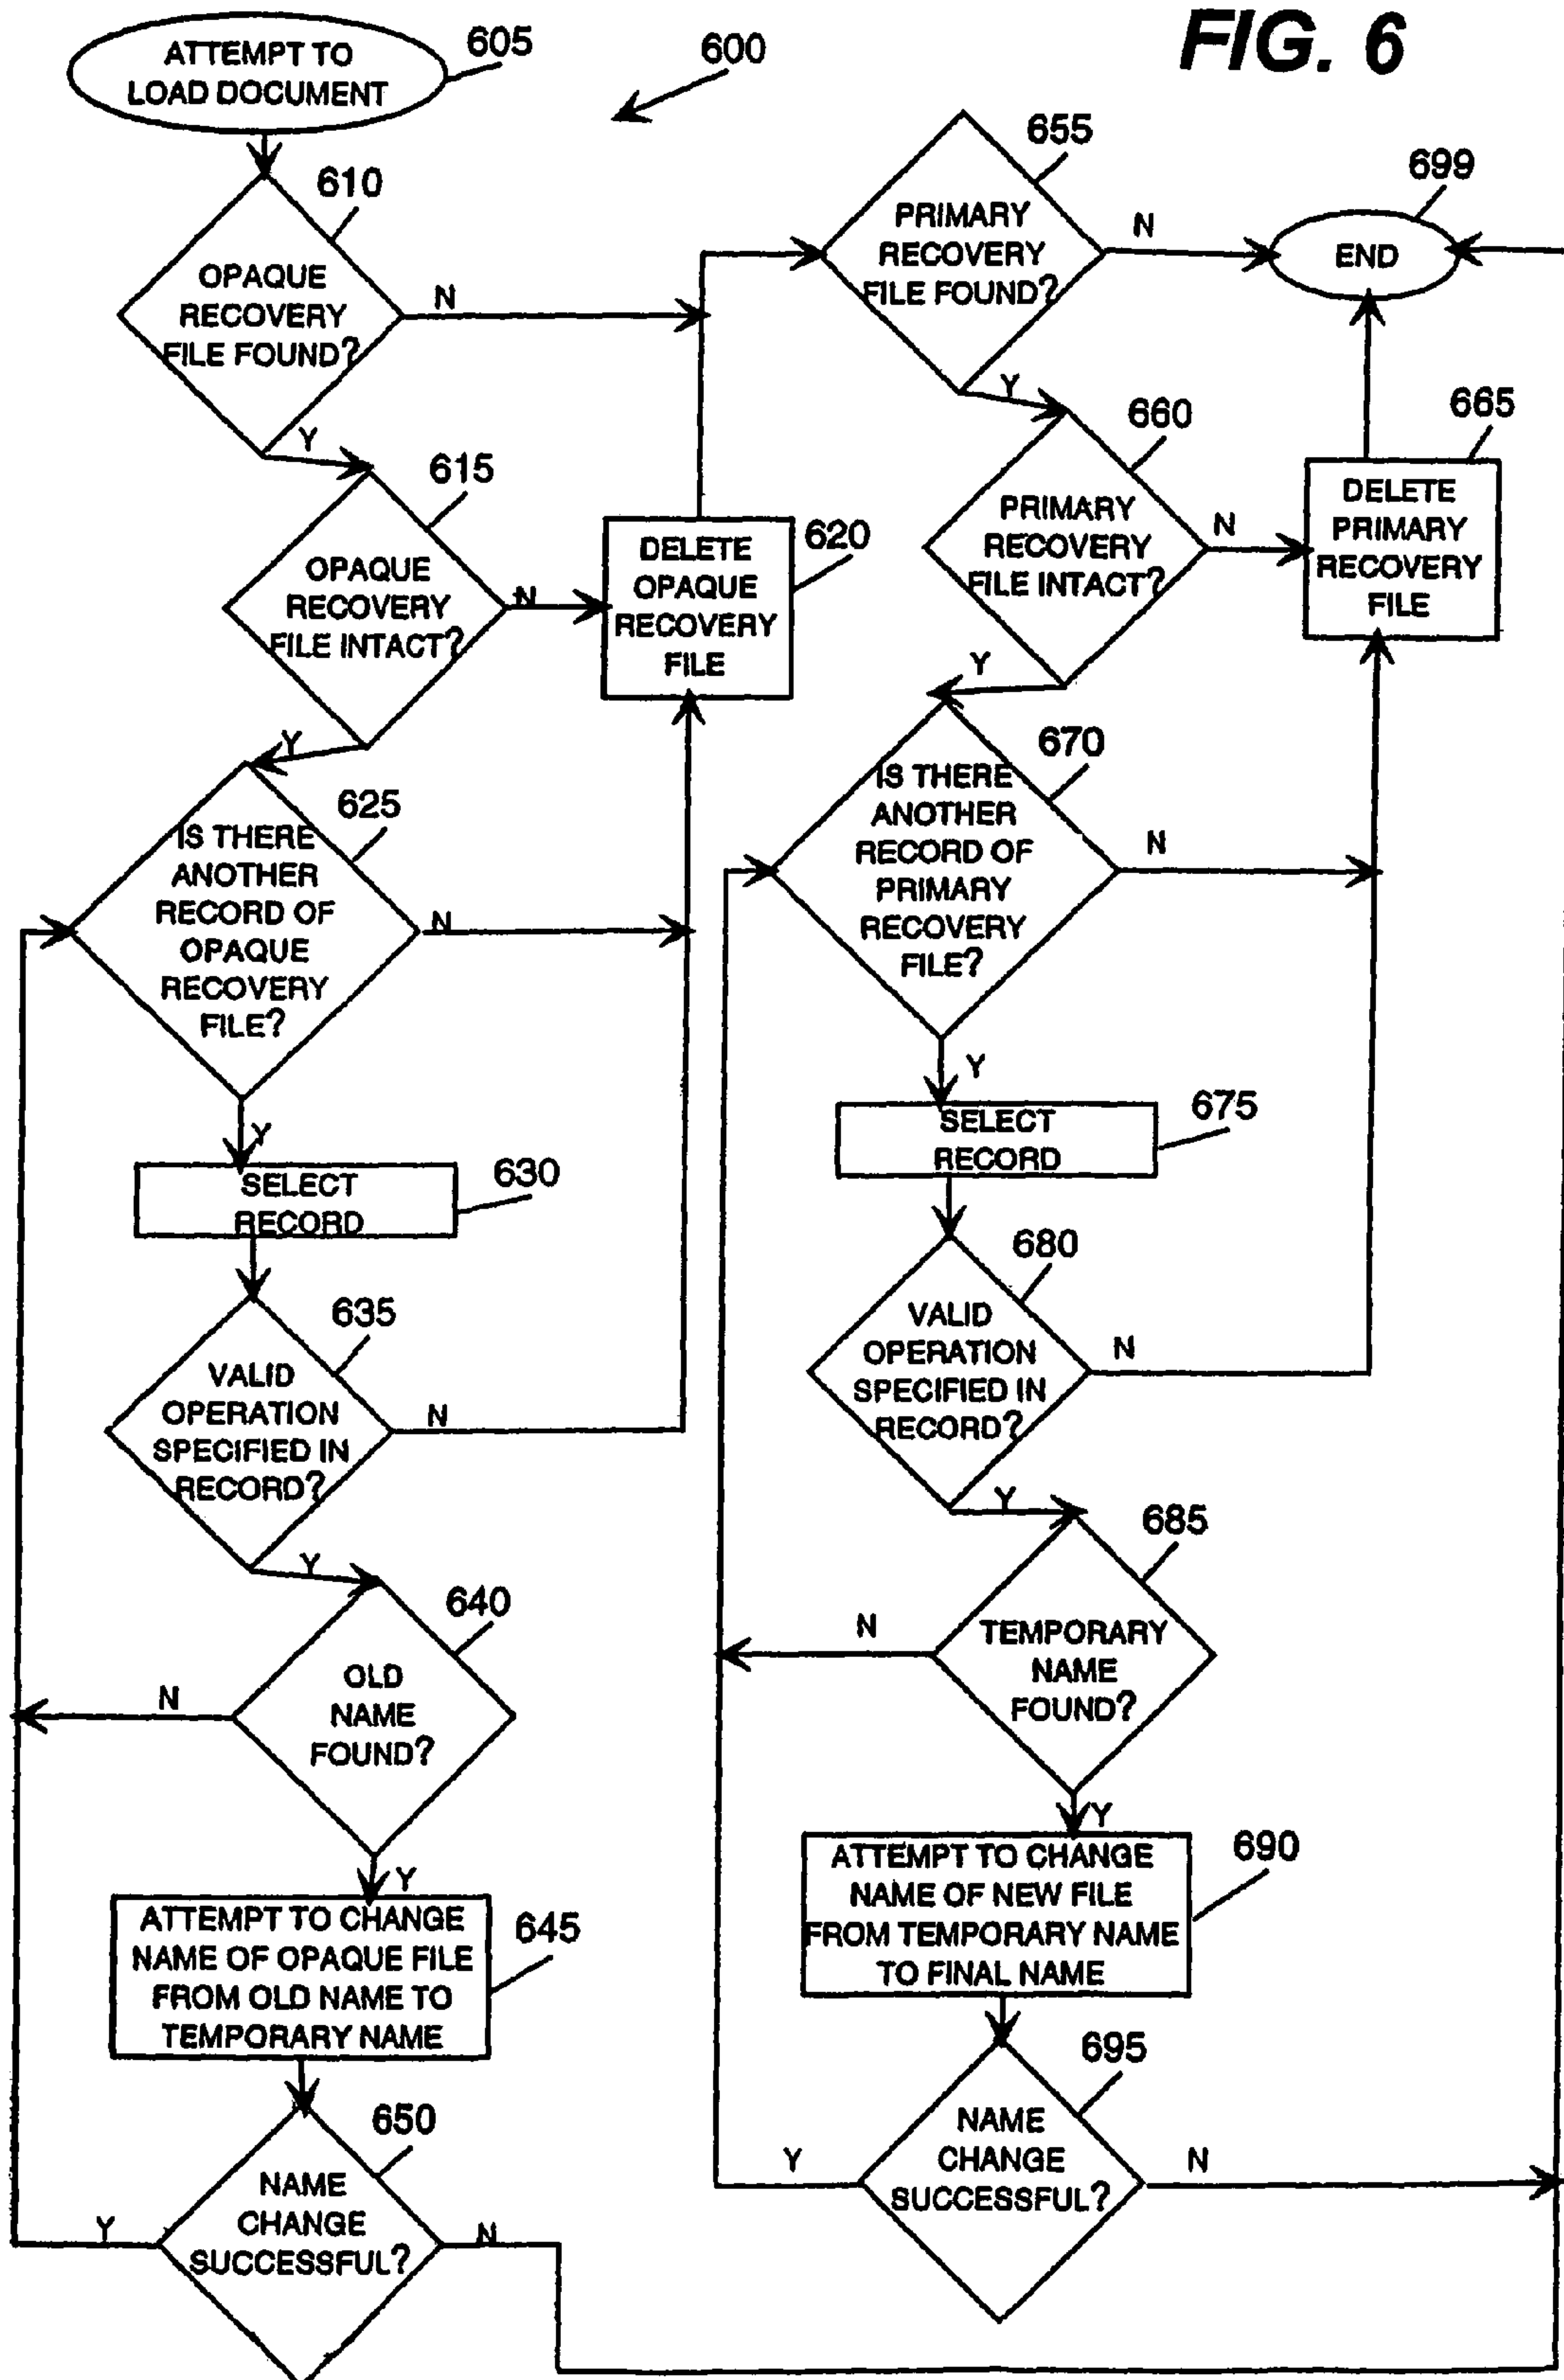 FIG. 6
600
ATTEMPT TO
LOAD DOCUMENT
605
610
OPAQUE
RECOVERY
FILE FOUND?
N
Y
615
OPAQUE
RECOVERY
FILE INTACT?
N
Y
DELETE
OPAQUE
RECOVERY
FILE
620
625
IS THERE
ANOTHER
RECORD OF
OPAQUE
RECOVERY
FILE?
N
Y
SELECT
RECORD
630
635
VALID
OPERATION
SPECIFIED IN
RECORD?
N
Y
640
OLD
NAME
FOUND?
N
Y
ATTEMPT TO CHANGE
NAME OF OPAQUE FILE
FROM OLD NAME TO
TEMPORARY NAME
645
650
NAME
CHANGE
SUCCESSFUL?
Y
N
655
PRIMARY
RECOVERY
FILE FOUND?
N
Y
699
END
660
PRIMARY
RECOVERY
FILE INTACT?
N
Y
665
DELETE
PRIMARY
RECOVERY
FILE
670
IS THERE
ANOTHER
RECORD OF
PRIMARY
RECOVERY
FILE?
N
Y
SELECT
RECORD
675
680
VALID
OPERATION
SPECIFIED IN
RECORD?
N
Y
685
TEMPORARY
NAME
FOUND?
N
Y
ATTEMPT TO CHANGE
NAME OF NEW FILE
FROM TEMPORARY NAME
TO FINAL NAME
690
695
NAME
CHANGE
SUCCESSFUL?
Y
N